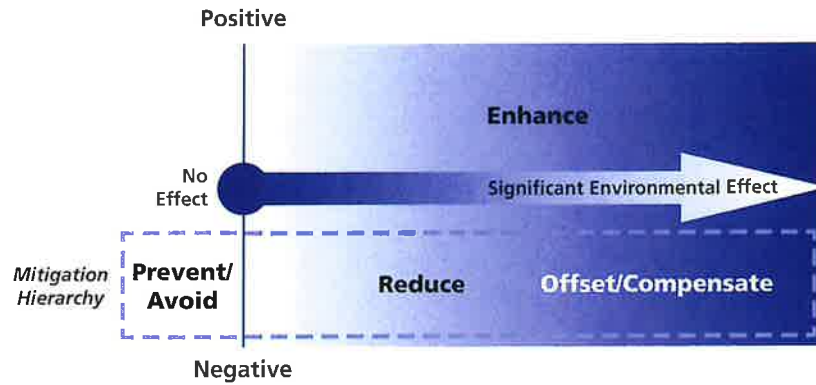 Positive
Enhance
No
Effect
Significant Environmental Effect
Mitigation
Hierarchy
Prevent/
Avoid
Reduce
Offset/Compensate
Negative